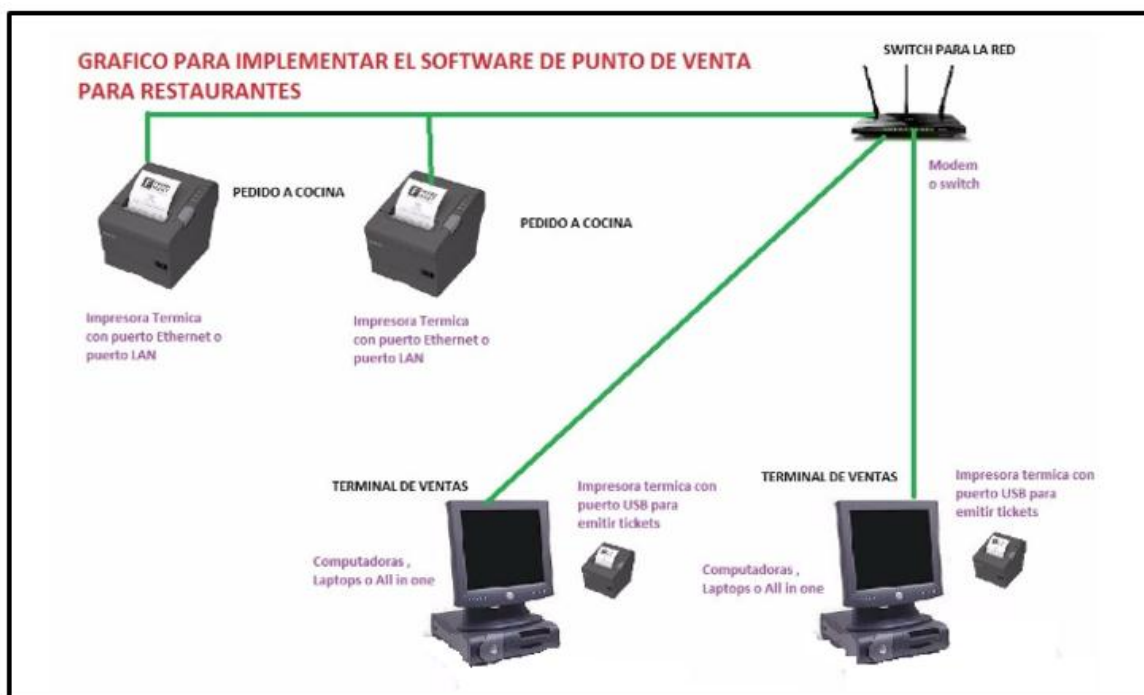 GRAFICO PARA IMPLEMENTAR EL SOFTWARE DE PUNTO DE VENTA
PARA RESTAURANTES
SWITCH PARA LA RED
Modem
o switch
PEDIDO A COCINA
PEDIDO A COCINA
Impresora Termica
con puerto Ethernet o
puerto LAN
Impresora Termica
con puerto Ethernet o
puerto LAN
TERMINAL DE VENTAS
Impresora termica con
puerto USB para
emitir tickets
Computadoras ,
Laptops o All in one
TERMINAL DE VENTAS
Impresora termica con
puerto USB para
emitir tickets
Computadoras ,
Laptops o All in one